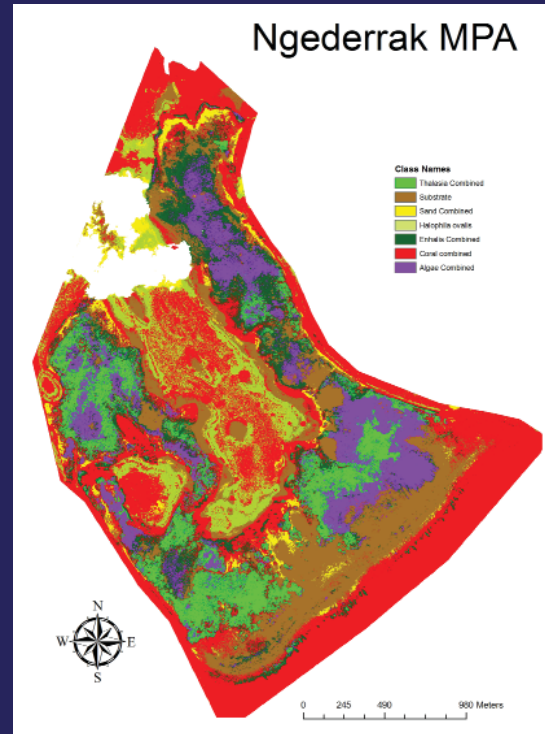 Ngederrak MPA
Class Names
Thalasia Combined
Substrate
Sand Combined
Halophila ovalis
Enhalis Combined
Coral combined
Algae Combined
N
W E
S
0 245 490 980 Meters